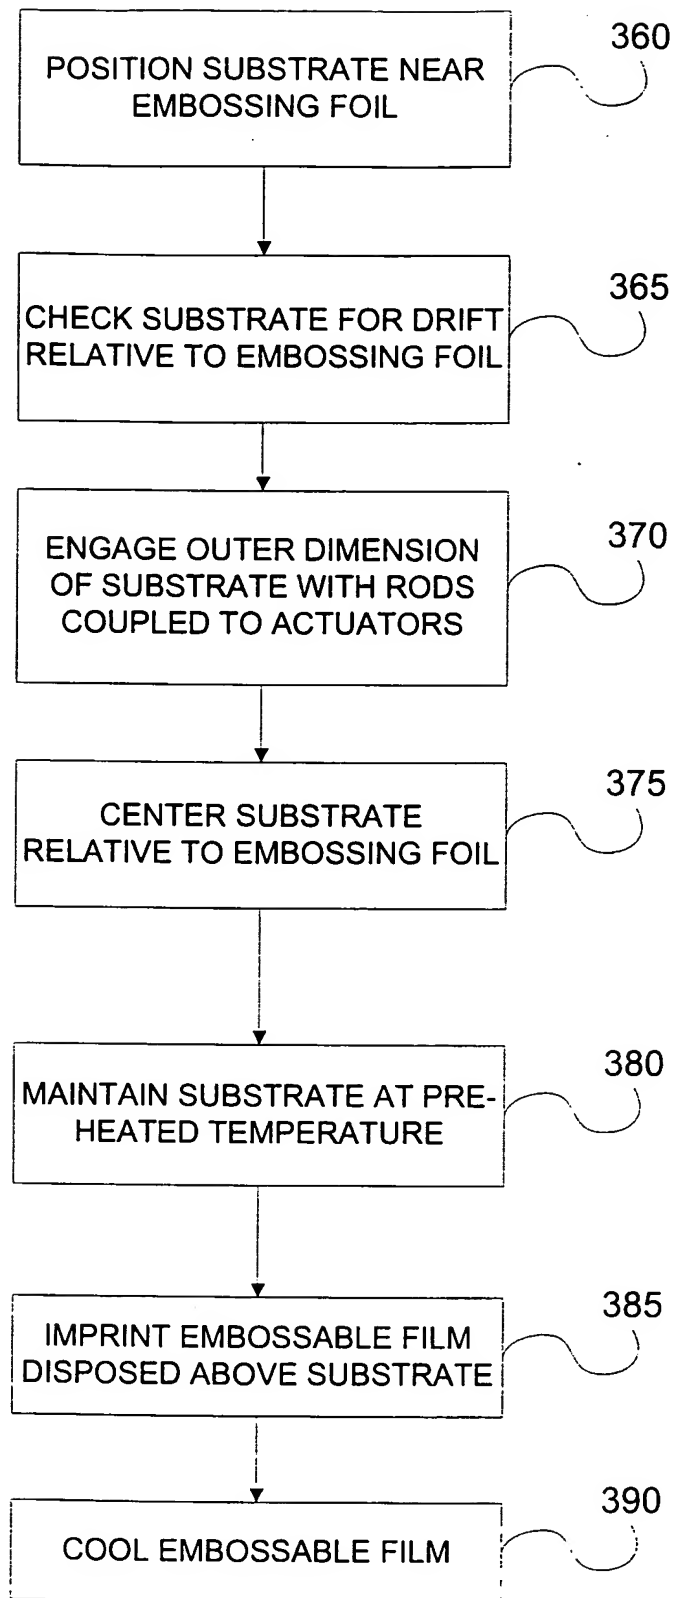 360
POSITION SUBSTRATE NEAR
EMBOSSING FOIL
365
CHECK SUBSTRATE FOR DRIFT
RELATIVE TO EMBOSSING FOIL
370
ENGAGE OUTER DIMENSION
OF SUBSTRATE WITH RODS
COUPLED TO ACTUATORS
375
CENTER SUBSTRATE
RELATIVE TO EMBOSSING FOIL
380
MAINTAIN SUBSTRATE AT PRE-
HEATED TEMPERATURE
385
IMPRINT EMBOSSABLE FILM
DISPOSED ABOVE SUBSTRATE
390
COOL EMBOSSABLE FILM